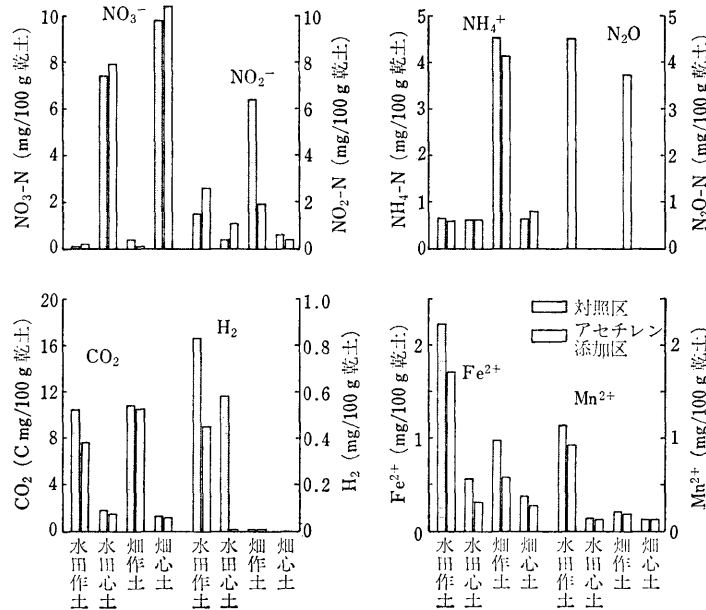 NO₃⁻
NO₂⁻
NO₃-N (mg/100 g 乾土)
10
8
6
4
2
0
NO₂-N (mg/100 g 乾土)
10
8
6
4
2
0
NH₄⁺
N₂O
NH₄-N (mg/100 g 乾土)
5
4
3
2
1
0
N₂O-N (mg/100 g 乾土)
5
4
3
2
1
0
CO₂
H₂
CO₂ (C mg/100 g 乾土)
20
16
12
8
4
0
H₂ (mg/100 g 乾土)
1.0
0.8
0.6
0.4
0.2
0
水田作土
水田心土
畑作土
畑心土
水田作土
水田心土
畑作土
畑心土
対照区
アセチレン
添加区
Fe²⁺
Mn²⁺
Fe²⁺ (mg/100 g 乾土)
2
1
0
Mn²⁺ (mg/100 g 乾土)
2
1
0
水田作土
水田心土
畑作土
畑心土
水田作土
水田心土
畑作土
畑心土